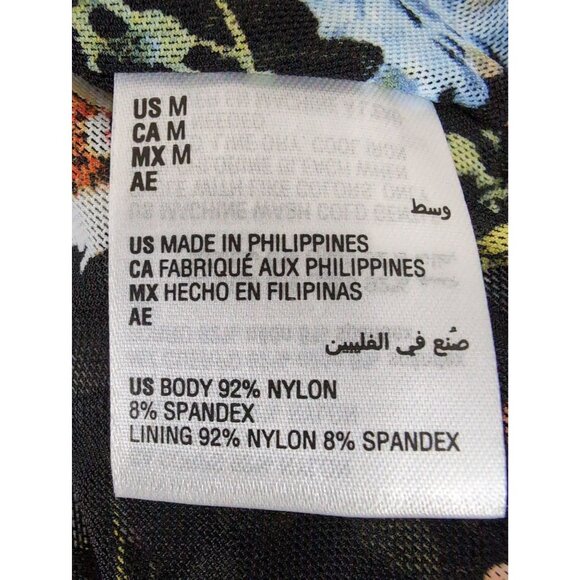 US M
CA M
MX M
AE
وسط
US MADE IN PHILIPPINES
CA FABRIQUÉ AUX PHILIPPINES
MX HECHO EN FILIPINAS
AE
صُنع في الفلبين
US BODY 92% NYLON
8% SPANDEX
LINING 92% NYLON 8% SPANDEX